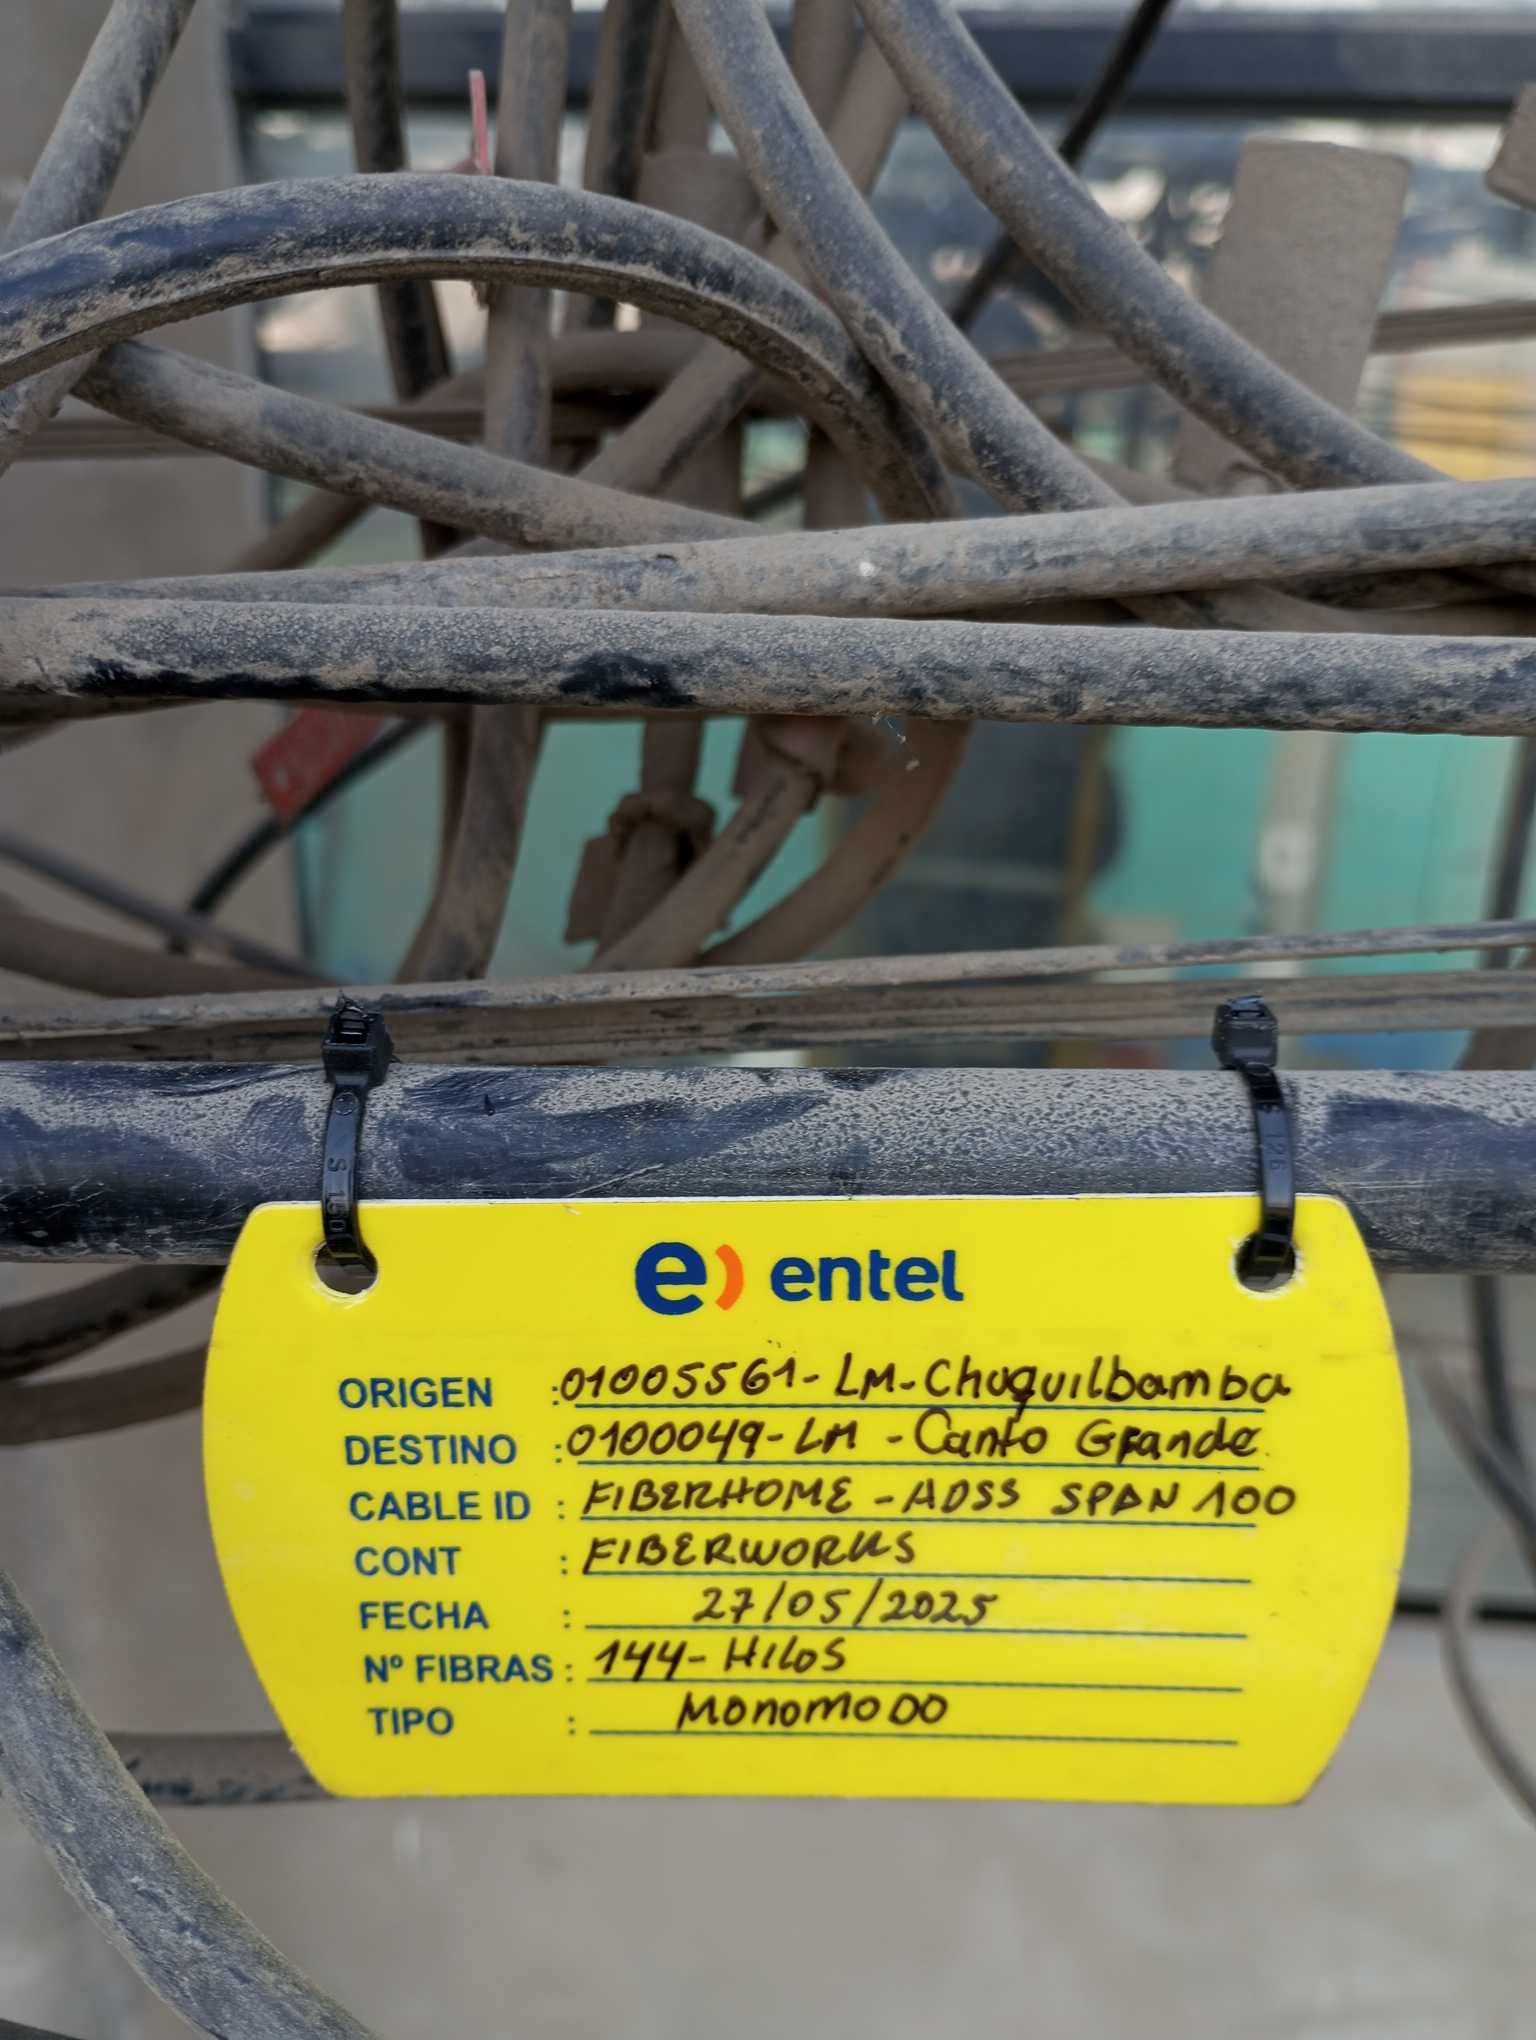 e) entel
ORIGEN : 01005561-LM-Chuquilbamba
DESTINO : 0100049-LM-Canto Grande
CABLE ID : FIBERHOME-ADSS SPAN 100
CONT : FIBERWORKS
FECHA : 27/05/2025
Nº FIBRAS : 144-HILOS
TIPO : MONOMODO